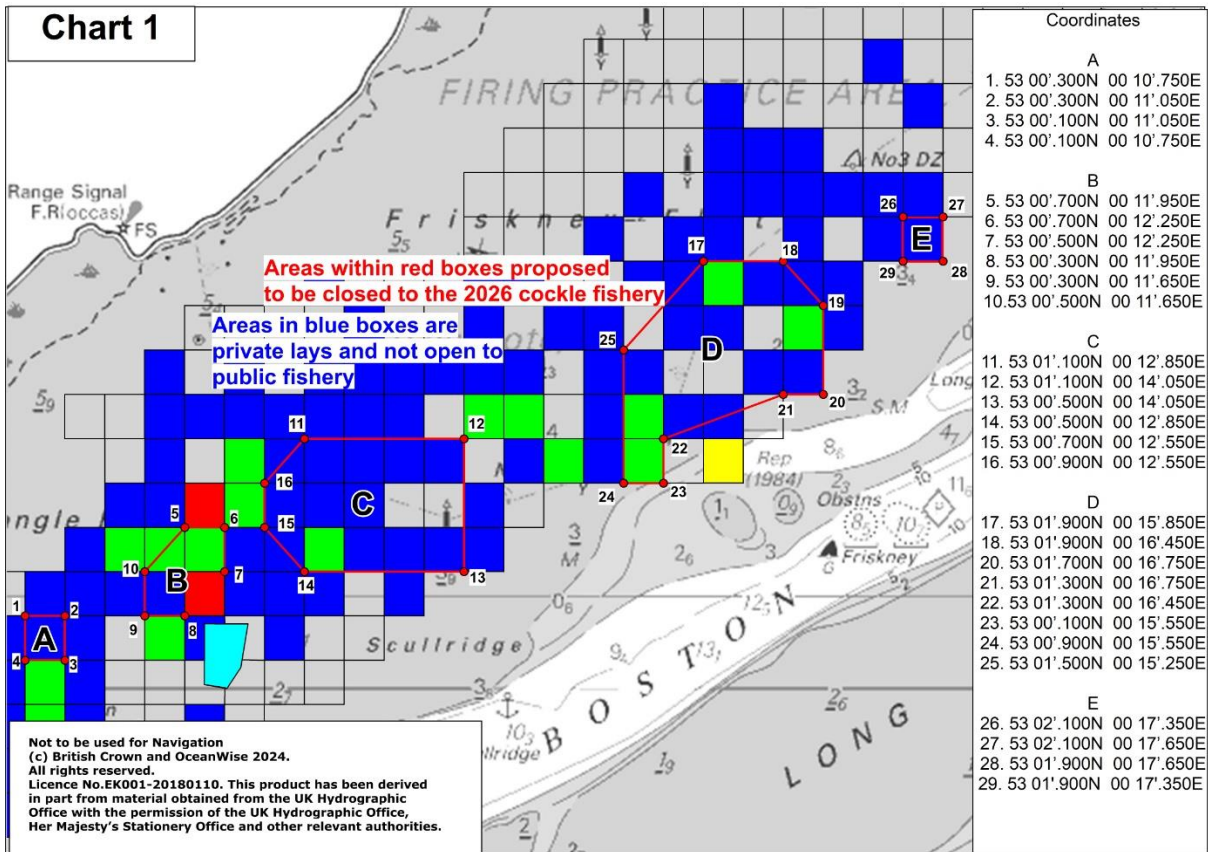 Chart 1
FIRING PRACTICE AREA
No3 DZ
Range Signal
F.R(occas)
FS
Areas within red boxes proposed
to be closed to the 2026 cockle fishery
Areas in blue boxes are
private lays and not open to
public fishery
A
B
C
D
E
1
2
3
4
5
6
7
8
9
10
11
12
13
14
15
16
17
18
19
20
21
22
23
24
25
26
27
28
29
Rep
(1984)
Obstns
Friskney
G
S.M
Long
Scullridge
BOSTON
LONG
Not to be used for Navigation
(c) British Crown and OceanWise 2024.
All rights reserved.
Licence No.EK001-20180110. This product has been derived
in part from material obtained from the UK Hydrographic
Office with the permission of the UK Hydrographic Office,
Her Majesty's Stationery Office and other relevant authorities.
Coordinates
A
1. 53 00'.300N 00 10'.750E
2. 53 00'.300N 00 11'.050E
3. 53 00'.100N 00 11'.050E
4. 53 00'.100N 00 10'.750E
B
5. 53 00'.700N 00 11'.950E
6. 53 00'.700N 00 12'.250E
7. 53 00'.500N 00 12'.250E
8. 53 00'.300N 00 11'.950E
9. 53 00'.300N 00 11'.650E
10.53 00'.500N 00 11'.650E
C
11. 53 01'.100N 00 12'.850E
12. 53 01'.100N 00 14'.050E
13. 53 00'.500N 00 14'.050E
14. 53 00'.500N 00 12'.850E
15. 53 00'.700N 00 12'.550E
16. 53 00'.900N 00 12'.550E
D
17. 53 01'.900N 00 15'.850E
18. 53 01'.900N 00 16'.450E
20. 53 01'.700N 00 16'.750E
21. 53 01'.300N 00 16'.750E
22. 53 01'.300N 00 16'.450E
23. 53 00'.100N 00 15'.550E
24. 53 00'.900N 00 15'.550E
25. 53 01'.500N 00 15'.250E
E
26. 53 02'.100N 00 17'.350E
27. 53 02'.100N 00 17'.650E
28. 53 01'.900N 00 17'.650E
29. 53 01'.900N 00 17'.350E